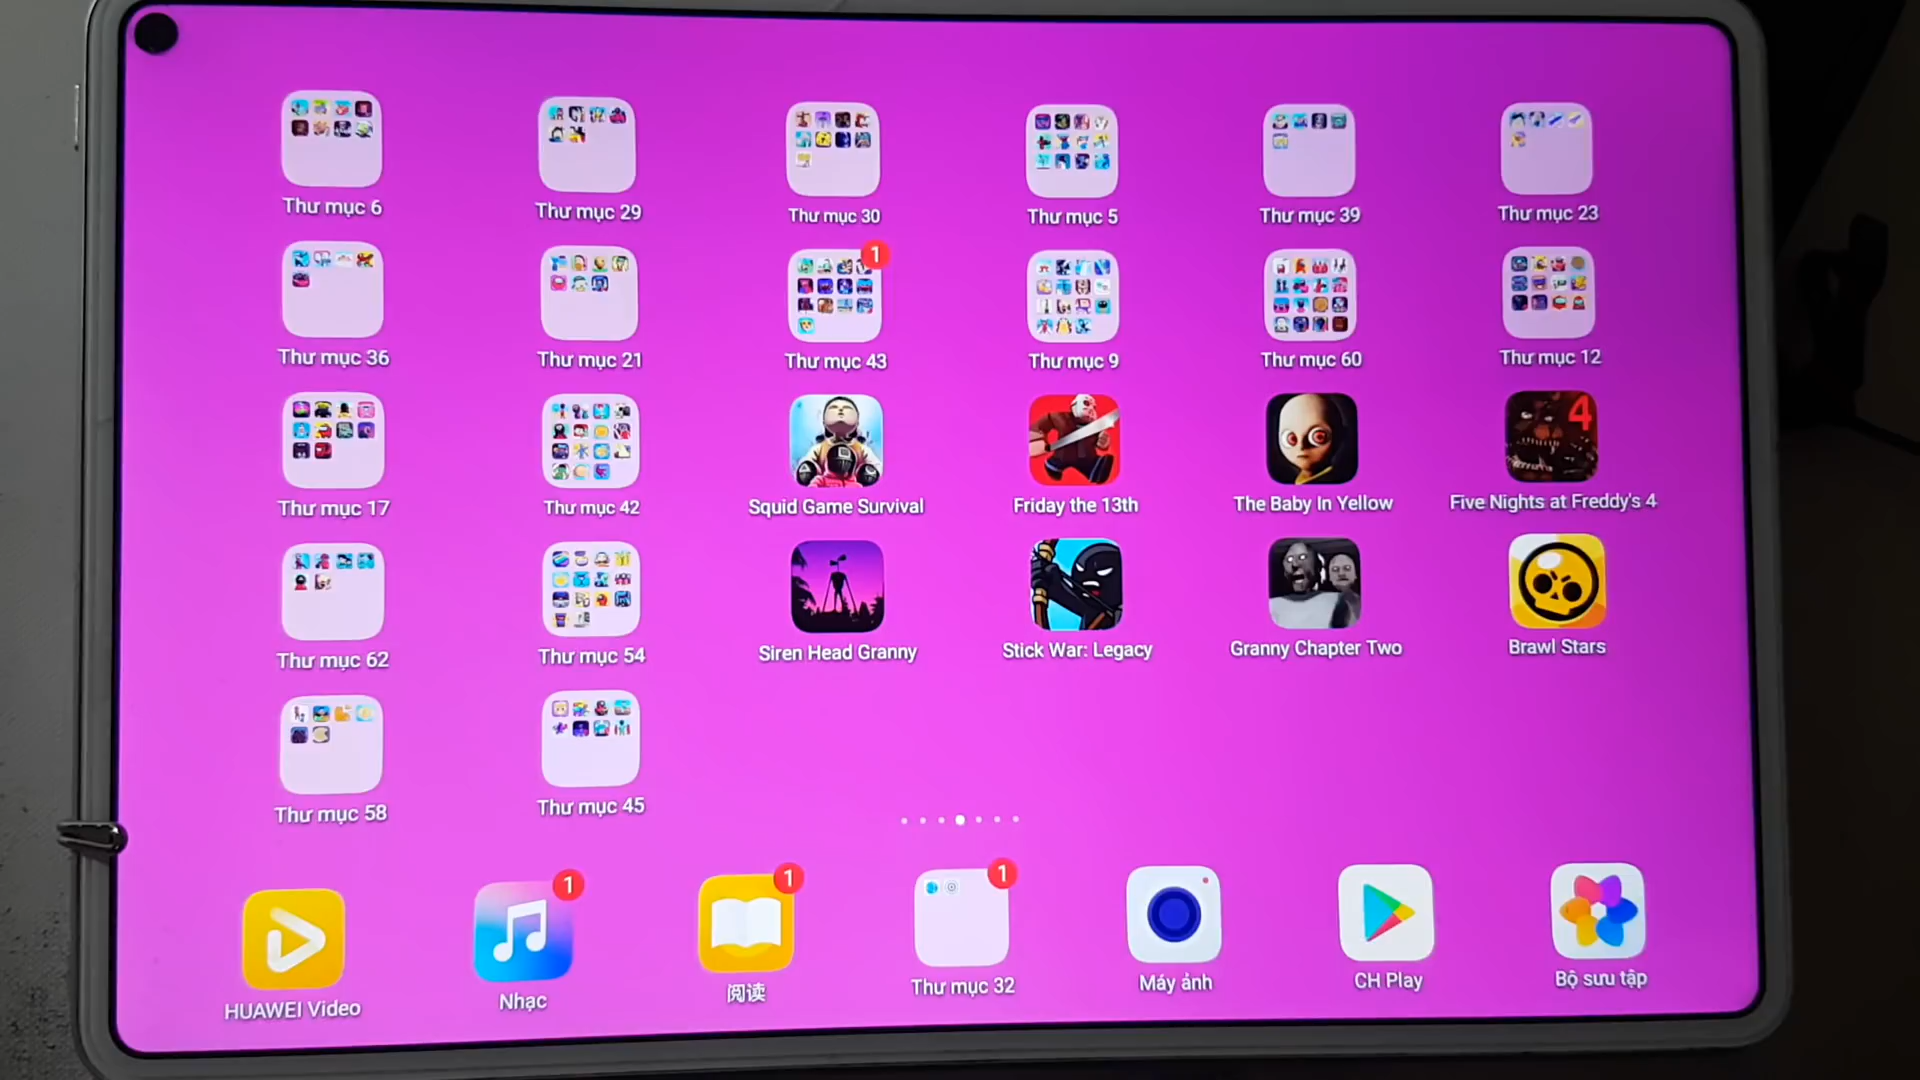 Thư mục 6
Thư mục 29
Thư mục 30
Thư mục 5
Thư mục 39
Thư mục 23
Thư mục 36
Thư mục 21
1
Thư mục 43
Thư mục 9
Thư mục 60
Thư mục 12
Thư mục 17
Thư mục 42
Squid Game Survival
Friday the 13th
The Baby In Yellow
4
Five Nights at Freddy's 4
Thư mục 62
Thư mục 54
Siren Head Granny
Stick War: Legacy
Granny Chapter Two
Brawl Stars
Thư mục 58
Thư mục 45
HUAWEI Video
1
Nhạc
1
阅读
1
Thư mục 32
Máy ảnh
CH Play
Bộ sưu tập